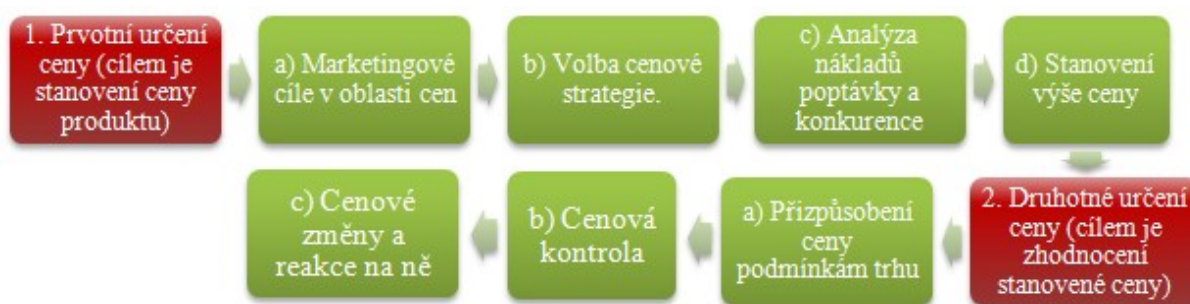 1. Prvotní určení
ceny (cílem je
stanovení ceny
produktu)
a) Marketingové
cíle v oblasti cen
b) Volba cenové
strategie.
c) Analýza
nákladů
poptávky a
konkurence
d) Stanovení
výše ceny
2. Druhotné určení
ceny (cílem je
zhodnocení
stanovené ceny)
a) Přizpůsobení
ceny
podmínkám trhu
b) Cenová
kontrola
c) Cenové
změny a
reakce na ně